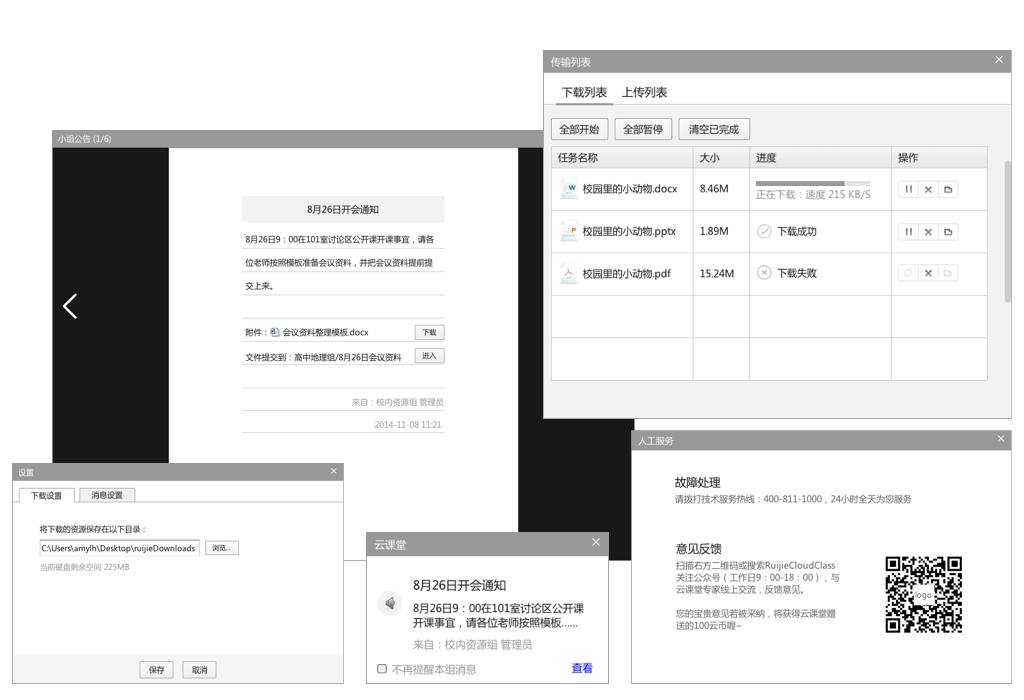 传输列表
下载列表 上传列表
全部开始 全部暂停 清空已完成
任务名称 大小 进度 操作
校园里的小动物.docx 8.46M 正在下载：速度 215 KB/S
校园里的小动物.pptx 1.89M 下载成功
校园里的小动物.pdf 15.24M 下载失败
小组公告 (1/6)
8月26日开会通知
8月26日9：00在101室讨论区公开课开课事宜，请各
位老师按照模板准备会议资料，并把会议资料提前提
交上来。
附件： 会议资料整理模板.docx 下载
文件提交到：高中地理组/8月26日会议资料 进入
来自：校内资源组 管理员
2014-11-08 11:21
设置
下载设置 消息设置
将下载的资源保存在以下目录：
C:\Users\amylh\Desktop\ruijieDownloads 浏览...
当前磁盘剩余空间 225MB
保存 取消
云课堂
8月26日开会通知
8月26日9：00在101室讨论区公开课
开课事宜，请各位老师按照模板......
来自：校内资源组 管理员
不再提醒本组消息 查看
人工服务
故障处理
请拨打技术服务热线：400-811-1000，24小时全天为您服务
意见反馈
扫描右方二维码或搜索RuijieCloudClass
关注公众号（工作日9：00-18：00），与
云课堂专家线上交流，反馈意见。
您的宝贵意见若被采纳，将获得云课堂赠
送的100云币喔~
logo